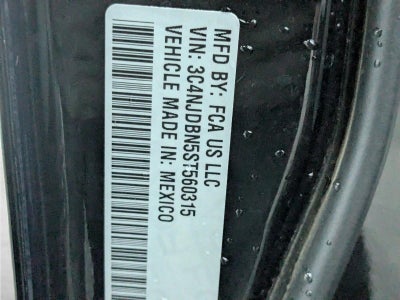 MFD BY: FCA US LLC
VIN: 3C4NJDBN5ST560315
VEHICLE MADE IN: MEXICO